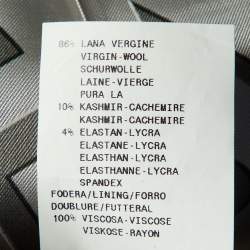 86% LANA VERGINE
VIRGIN-WOOL
SCHURWOLLE
LAINE-VIERGE
PURA LA
10% KASHMIR-CACHEMIRE
KASHMIR-CACHEMIRE
4% ELASTAN-LYCRA
ELASTANE-LYCRA
ELASTHAN-LYCRA
ELASTHANNE-LYCRA
SPANDEX
FODERA/LINING/FORRO
DOUBLURE/FUTTERAL
100% VISCOSA-VISCOSE
VISKOSE-RAYON